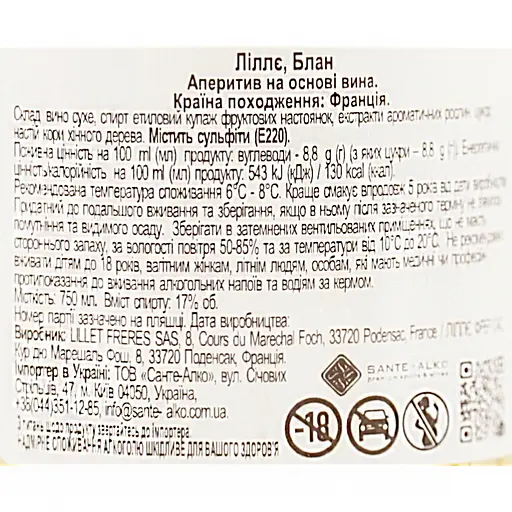 Ліллє, Блан
Аперитив на основі вина.
Країна походження: Франція.
Склад: вино сухе, спирт етиловий купаж фруктових настоянок, екстракти ароматичних рослин, цукор,
настій кори хінного дерева. Містить сульфіти (Е220).
Поживна цінність на 100 ml (мл) продукту: вуглеводи - 8,8 g (г) (з яких цукри – 8,8 g (г). Енергетична
цінність(калорійність на 100 ml (мл) продукту: 543 kJ (кДж) / 130 kcal (ккал).
Рекомендована температура споживання 6°С - 8°С. Краще смакує впродовж 5 років від дати виробництва
Придатний до подальшого вживання та зберігання, якщо в ньому після зазначеного терміну не з'явилось
помутніння та видимого осаду. Зберігати в затемнених вентильованих приміщеннях, що не мають
стороннього запаху, за вологості повітря 50-85% та за температури від 10°С до 20°С. Не рекомендовано
вживати дітям до 18 років, вагітним жінкам, літнім людям, особам, які мають медичні чи професійні
протипоказання до вживання алкогольних напоїв та водіям за кермом.
Місткість: 750 мл. Вміст спирту: 17% об.
Номер партії зазначено на пляшці. Дата виробництва:
Виробник: LILLET FRERES SAS, 8, Cours du Marechal Foch, 33720 Podensac, France / ЛІЛЛЄ
Кур дю Марешаль Фош, 8, 33720 Поденсак, Франція.
Імпортер в Україні: ТОВ «Санте-Алко», вул. Січових
Стрільців, 47, м. Київ, 04050, Україна.
+38(044)351-12-85, info@sante-alko.com.ua.
З питань щодо продукту звертайтесь до імпортера.
НАДМІРНЕ СПОЖИВАННЯ АЛКОГОЛЮ ШКІДЛИВЕ ДЛЯ ВАШОГО ЗДОРОВ'Я
SANTE-ALKO
-18